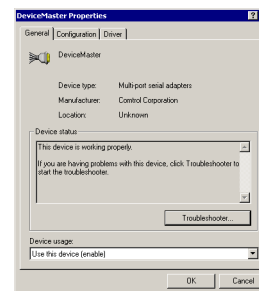 DeviceMaster Properties ?
General Configuration Driver
DeviceMaster
Device type: Multi-port serial adapters
Manufacturer: Comtrol Corporation
Location: Unknown
Device status
This device is working properly.
If you are having problems with this device, click Troubleshooter to
start the troubleshooter.
Troubleshooter...
Device usage:
Use this device (enable)
OK Cancel